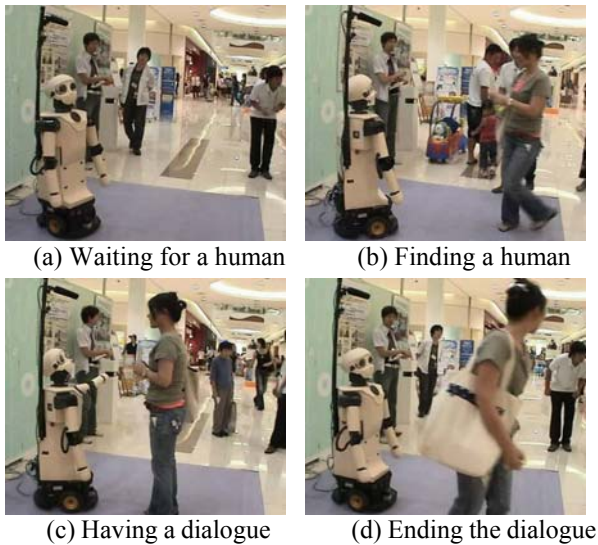 (a) Waiting for a human
(b) Finding a human
(c) Having a dialogue
(d) Ending the dialogue